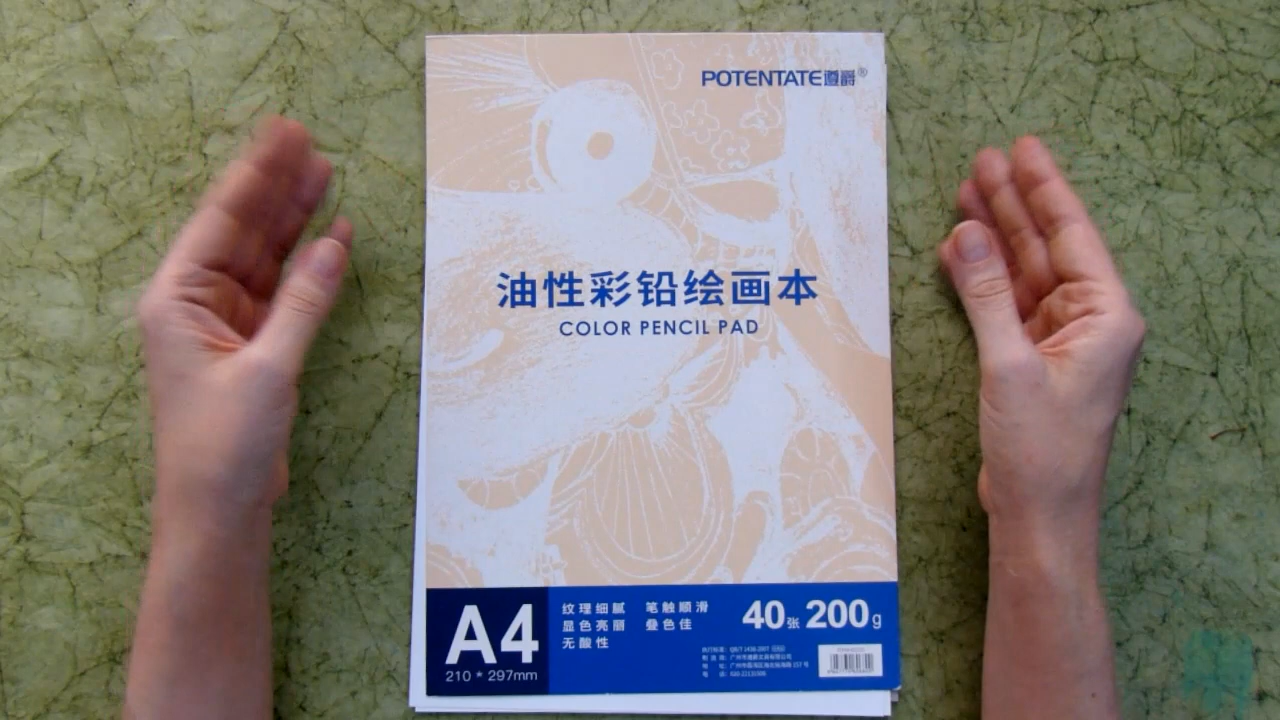 POTENTATE遵爵®
油性彩铅绘画本
COLOR PENCIL PAD
A4
210 * 297mm
纹理细腻 笔触顺滑
显色亮丽 叠色佳
无酸性
40张 200g